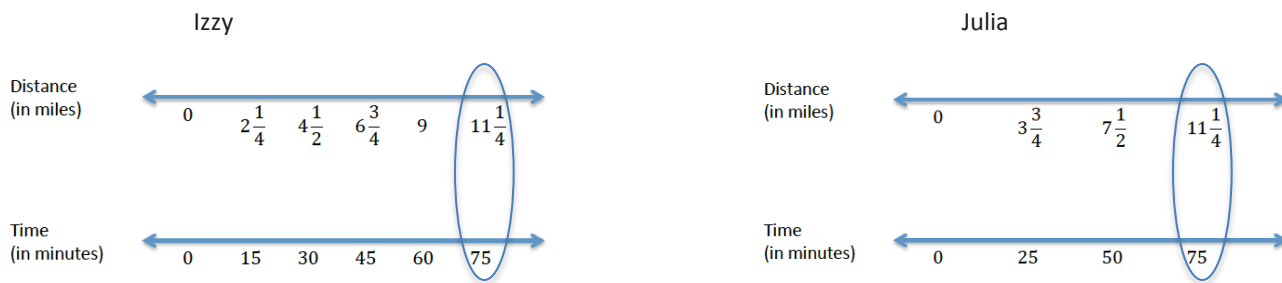 Izzy
Distance
(in miles)
0 2 1/4 4 1/2 6 3/4 9 11 1/4
Time
(in minutes)
0 15 30 45 60 75
Julia
Distance
(in miles)
0 3 3/4 7 1/2 11 1/4
Time
(in minutes)
0 25 50 75